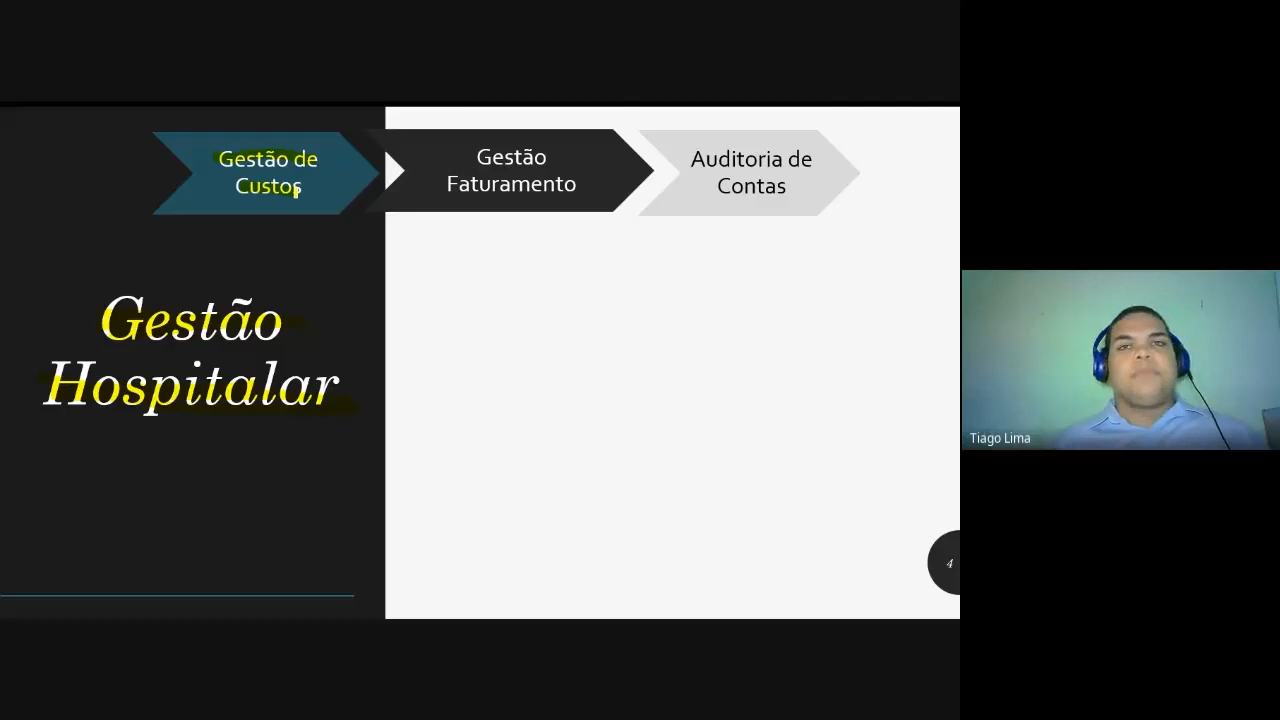 Gestão de
Custos
Gestão
Faturamento
Auditoria de
Contas
Gestão
Hospitalar
Tiago Lima
4